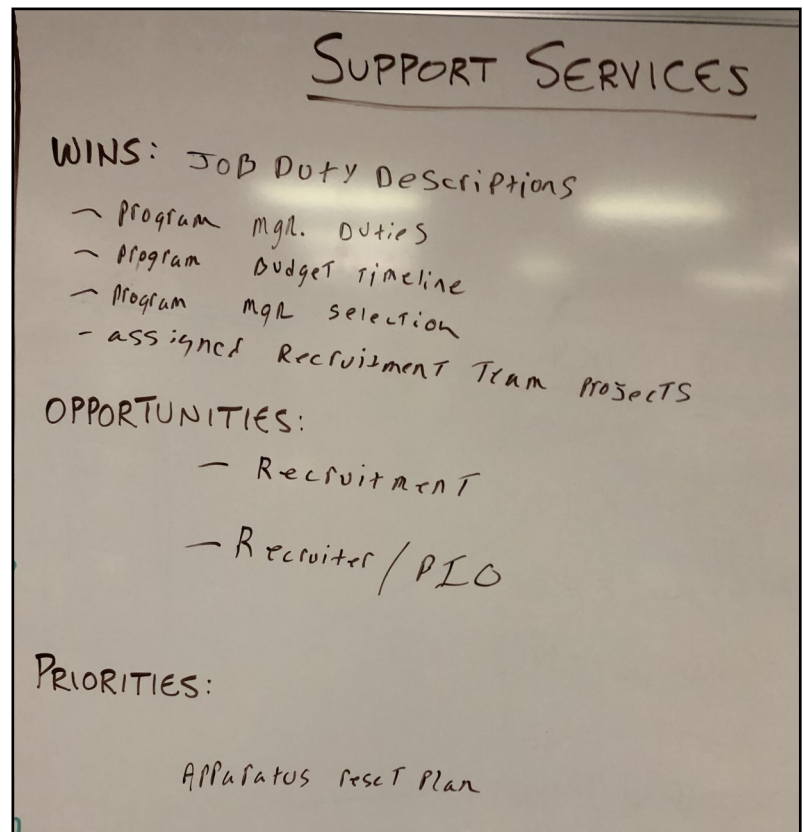 SUPPORT SERVICES
WINS: JOB DUTY DescriPtions
- Program mgR. Duties
- Program Budget Timeline
- Program mgR selection
- assigned Recruitment Team Projects
OPPORTUNITIES:
- Recruitment
- Recruiter / PIO
PRIORITIES:
Apparatus reset Plan